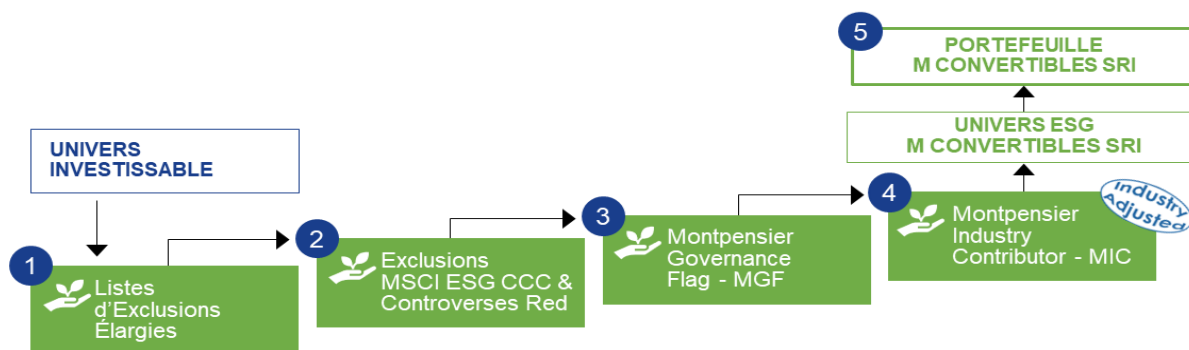 UNIVERS
INVESTISSABLE
1
Listes
d'Exclusions
Élargies
2
Exclusions
MSCI ESG CCC &
Controverses Red
3
Montpensier
Governance
Flag - MGF
4
Montpensier
Industry
Contributor - MIC
Industry
Adjusted
UNIVERS ESG
M CONVERTIBLES SRI
5
PORTEFEUILLE
M CONVERTIBLES SRI